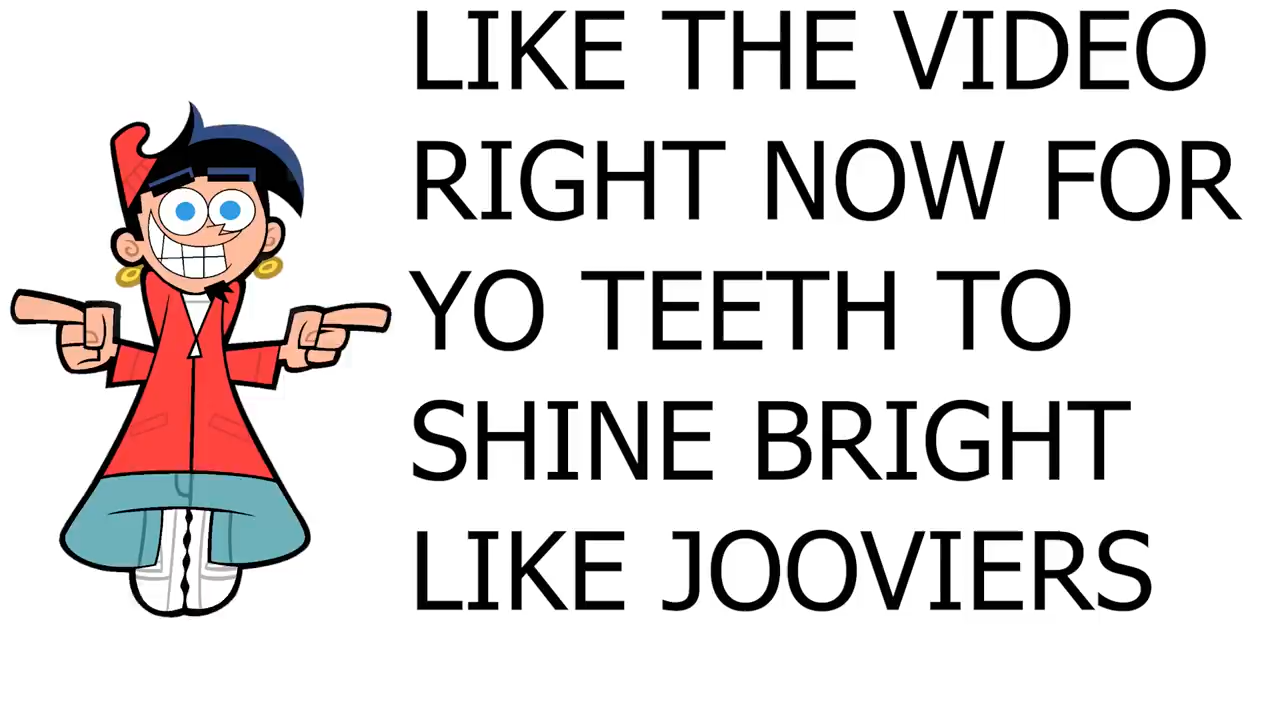 LIKE THE VIDEO
RIGHT NOW FOR
YO TEETH TO
SHINE BRIGHT
LIKE JOOVIERS